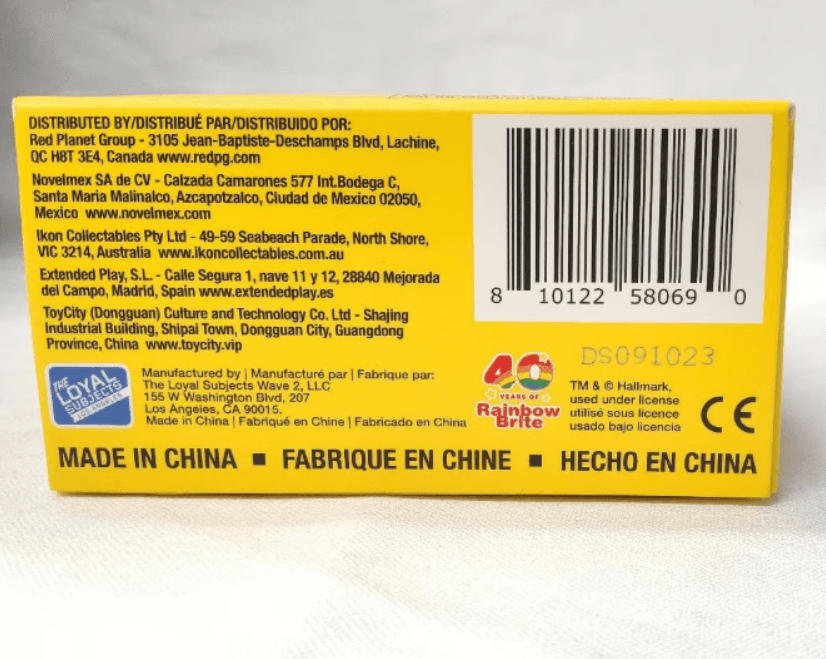 DISTRIBUTED BY/DISTRIBUÉ PAR/DISTRIBUIDO POR:
Red Planet Group - 3105 Jean-Baptiste-Deschamps Blvd, Lachine,
QC H8T 3E4, Canada www.redpg.com
Novelmex SA de CV - Calzada Camarones 577 Int.Bodega C,
Santa Maria Malinalco, Azcapotzalco, Ciudad de Mexico 02050,
Mexico www.novelmex.com
Ikon Collectables Pty Ltd - 49-59 Seabeach Parade, North Shore,
VIC 3214, Australia www.ikoncollectables.com.au
Extended Play, S.L. - Calle Segura 1, nave 11 y 12, 28840 Mejorada
del Campo, Madrid, Spain www.extendedplay.es
ToyCity (Dongguan) Culture and Technology Co. Ltd - Shajing
Industrial Building, Shipai Town, Dongguan City, Guangdong
Province, China www.toycity.vip
8 10122 58069 0
DS091023
THE
LOYAL
SUBJECTS
LOS ANGELES
Manufactured by | Manufacturé par | Fabrique par:
The Loyal Subjects Wave 2, LLC
155 W Washington Blvd, 207
Los Angeles, CA 90015.
Made in China | Fabriqué en Chine | Fabricado en China
40
YEARS OF
Rainbow
Brite
TM & © Hallmark,
used under license
utilisé sous licence
usado bajo licencia
CE
MADE IN CHINA ■ FABRIQUE EN CHINE ■ HECHO EN CHINA